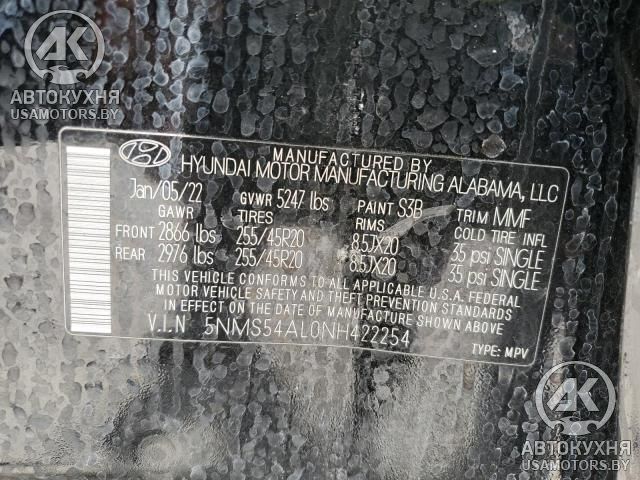 AK
АВТОКУХНЯ
USAMOTORS.BY
MANUFACTURED BY
HYUNDAI MOTOR MANUFACTURING ALABAMA, LLC
Jan/05/22 GVWR 5247 lbs PAINT S3B TRIM MMF
GAWR TIRES RIMS COLD TIRE INFL
FRONT 2866 lbs 255/45R20 8.5JX20 35 psi SINGLE
REAR 2976 lbs 255/45R20 8.5JX20 35 psi SINGLE
THIS VEHICLE CONFORMS TO ALL APPLICABLE U.S. FEDERAL
MOTOR VEHICLE SAFETY AND THEFT PREVENTION STANDARDS
IN EFFECT ON THE DATE OF MANUFACTURE SHOWN ABOVE.
V.I.N 5NMS54AL0NH422254
TYPE: MPV
AK
АВТОКУХНЯ
USAMOTORS.BY